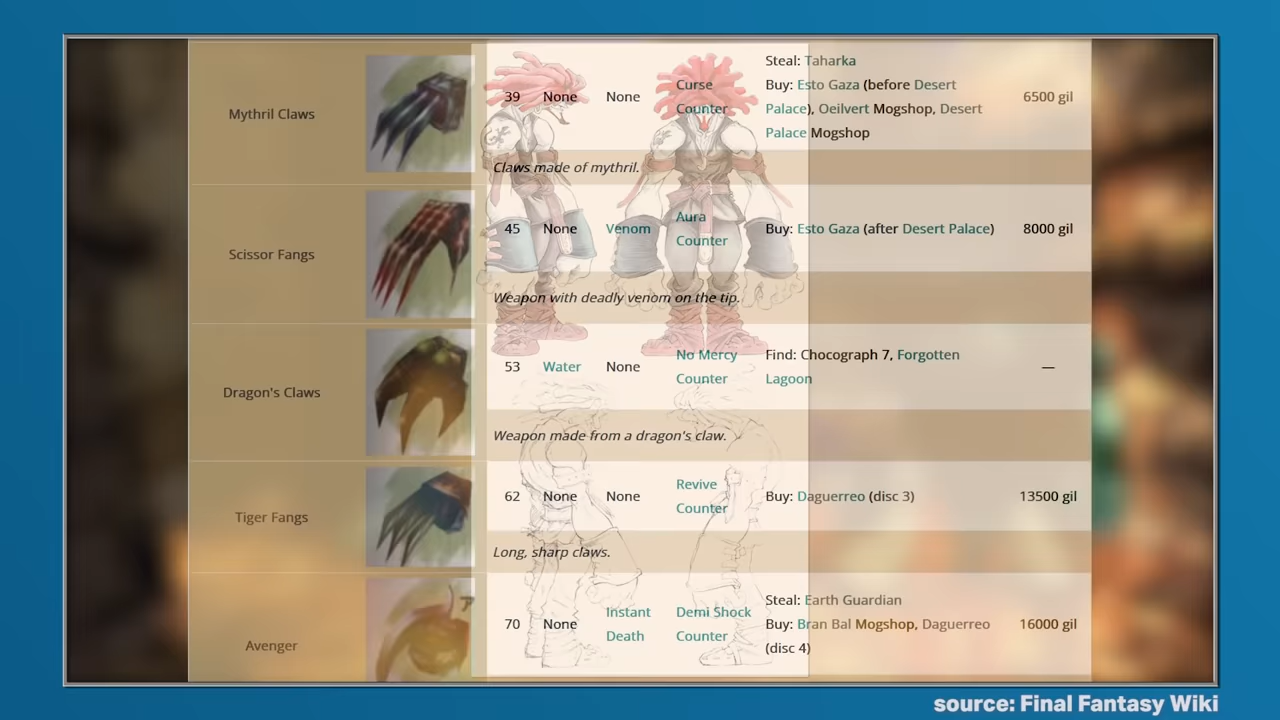 Mythril Claws
39 None None Curse Counter
Steal: Taharka
Buy: Esto Gaza (before Desert
Palace), Oeilvert Mogshop, Desert
Palace Mogshop
6500 gil
Claws made of mythril.
Scissor Fangs
45 None Venom Aura Counter
Buy: Esto Gaza (after Desert Palace)
8000 gil
Weapon with deadly venom on the tip.
Dragon's Claws
53 Water None No Mercy Counter
Find: Chocograph 7, Forgotten
Lagoon
—
Weapon made from a dragon's claw.
Tiger Fangs
62 None None Revive Counter
Buy: Daguerreo (disc 3)
13500 gil
Long, sharp claws.
Avenger
70 None Instant Death Demi Shock Counter
Steal: Earth Guardian
Buy: Bran Bal Mogshop, Daguerreo
(disc 4)
16000 gil
source: Final Fantasy Wiki